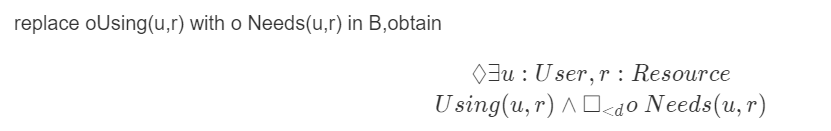 replace oUsing(u,r) with o Needs(u,r) in B,obtain
◊∃u : User, r : Resource
Using(u, r) ∧ □<d o Needs(u, r)